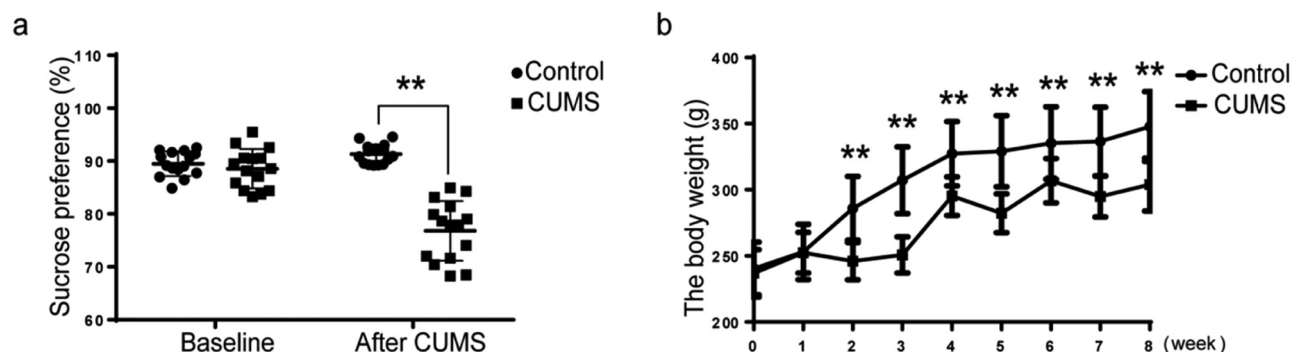 a
Sucrose preference (%)
110
100
90
80
70
60
**
Control
CUMS
Baseline
After CUMS
b
The body weight (g)
400
350
300
250
200
** ** ** ** ** ** **
Control
CUMS
0 1 2 3 4 5 6 7 8 (week)